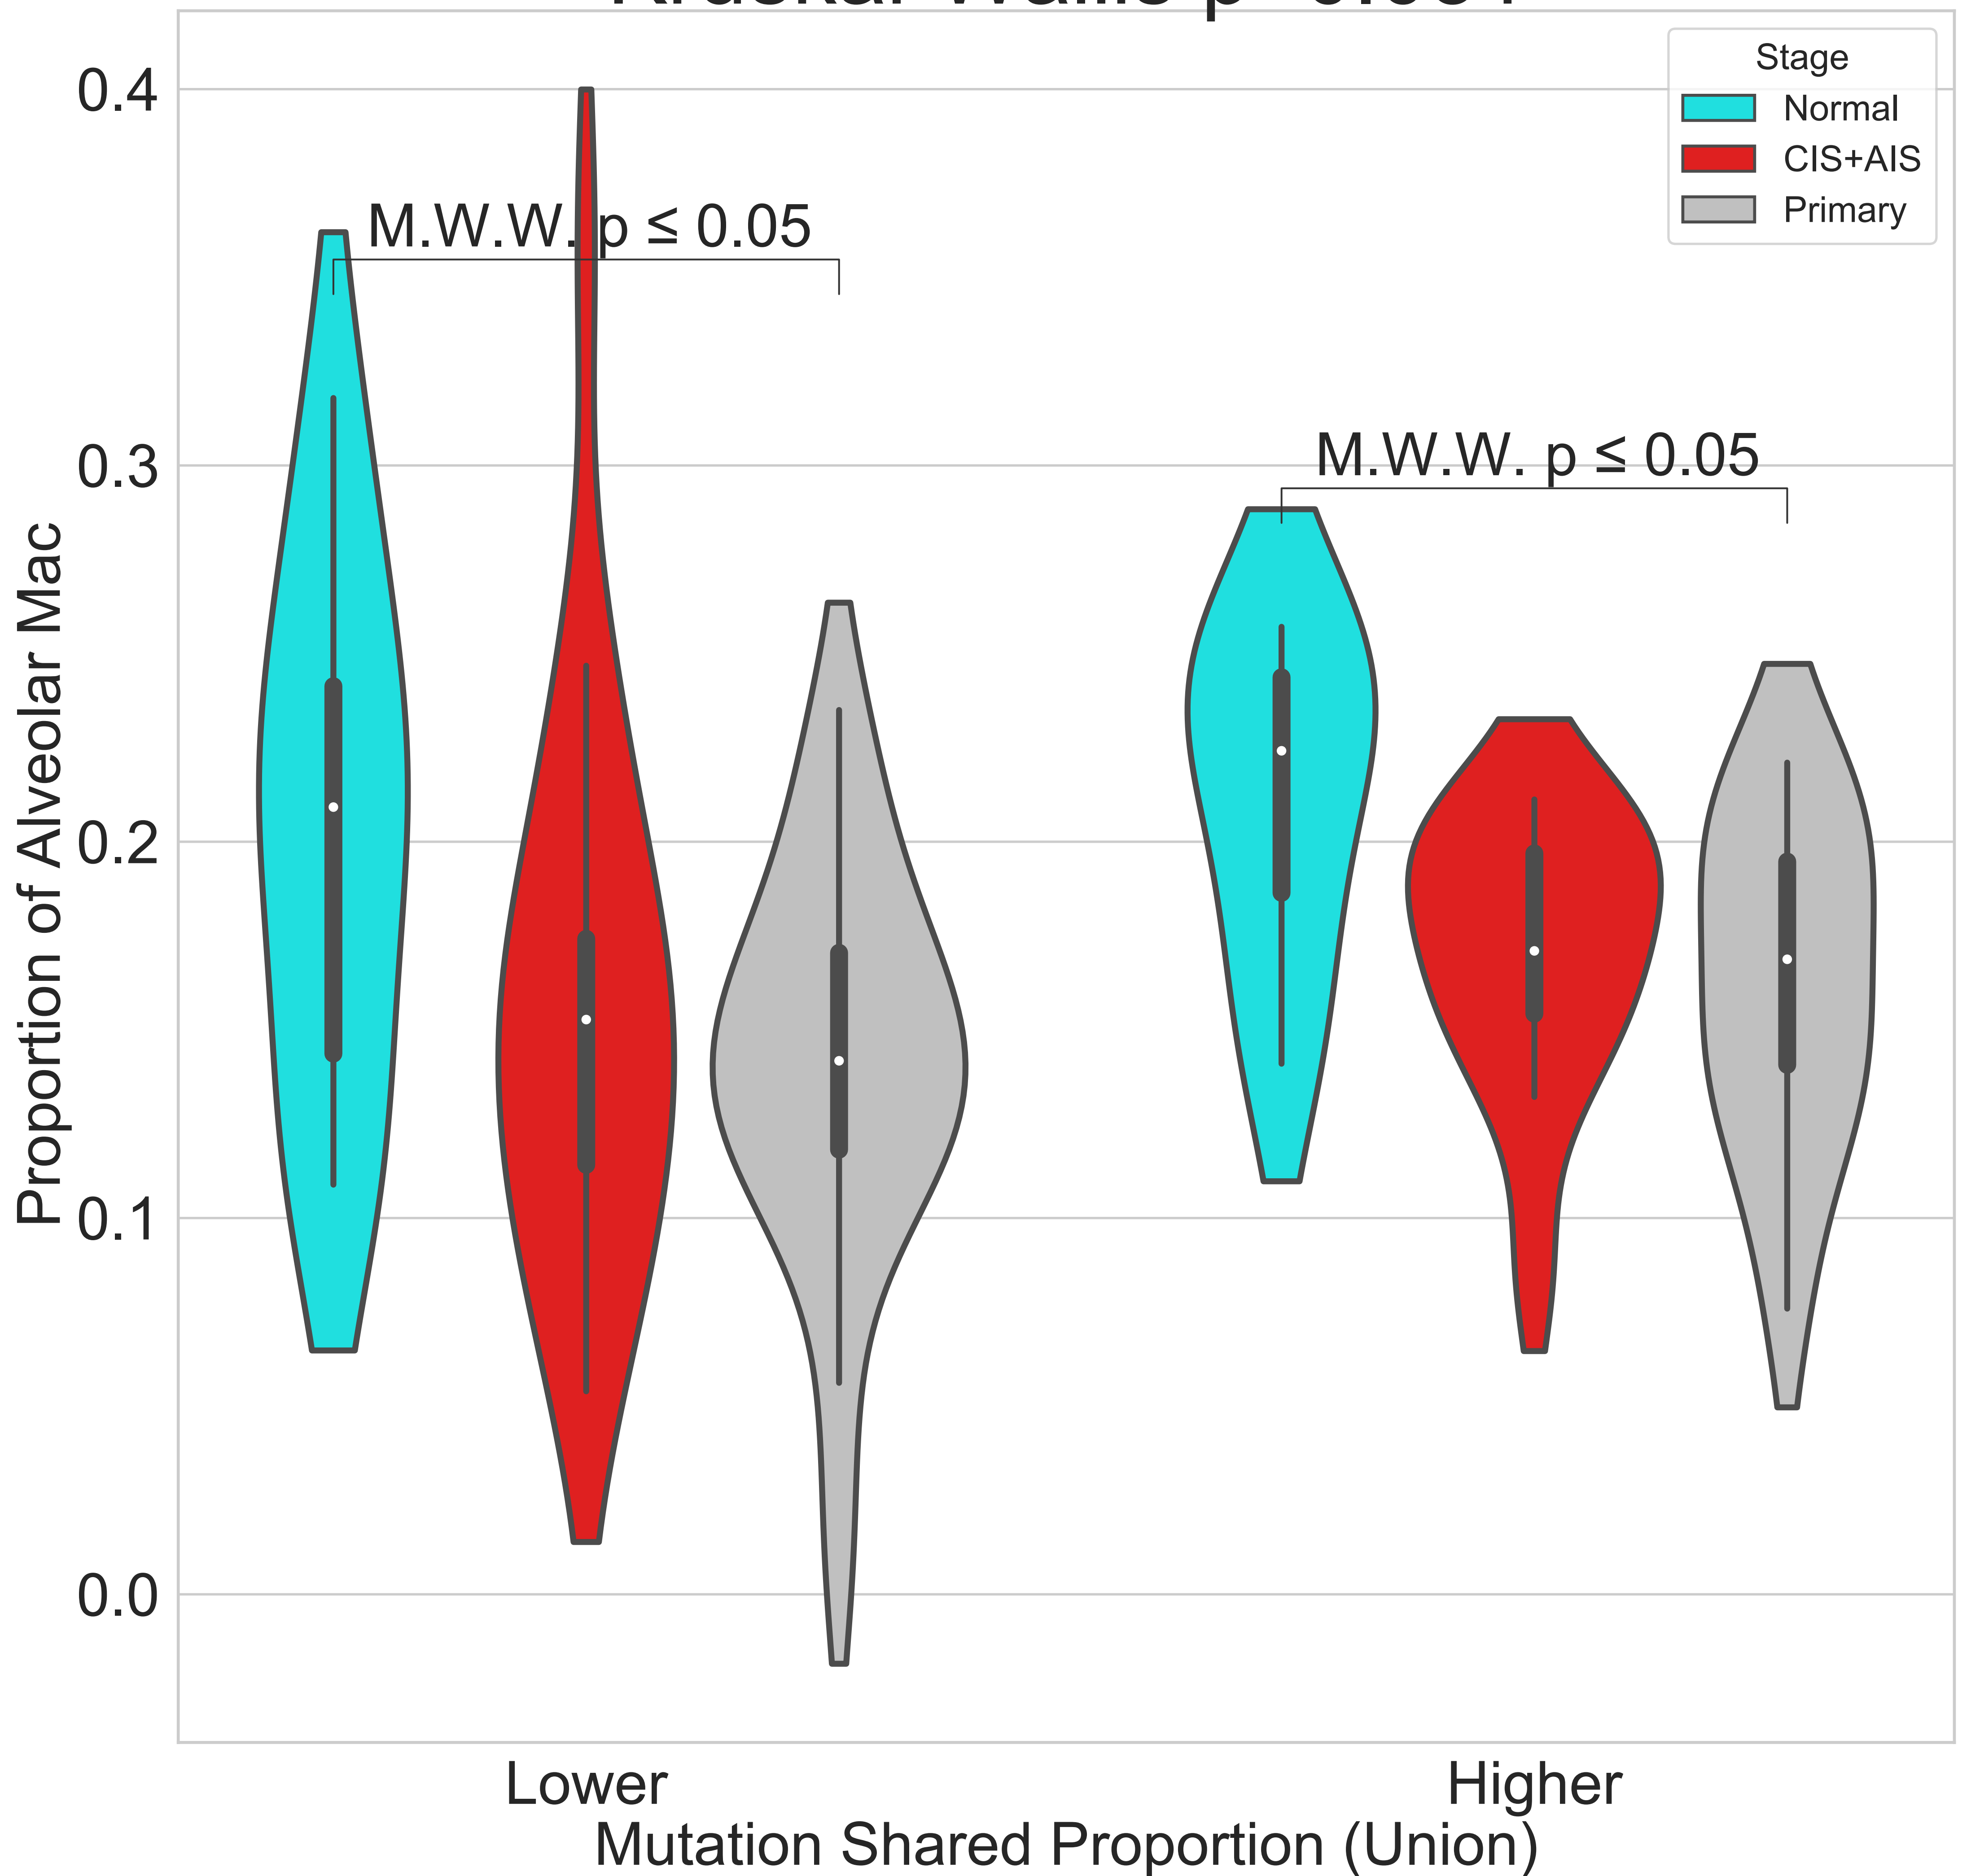 Stage
Normal
CIS+AIS
Primary
0.4
M.W.W. p ≤ 0.05
0.3
M.W.W. p ≤ 0.05
0.2
0.1
0.0
Proportion of Alveolar Mac
Lower
Higher
Mutation Shared Proportion (Union)